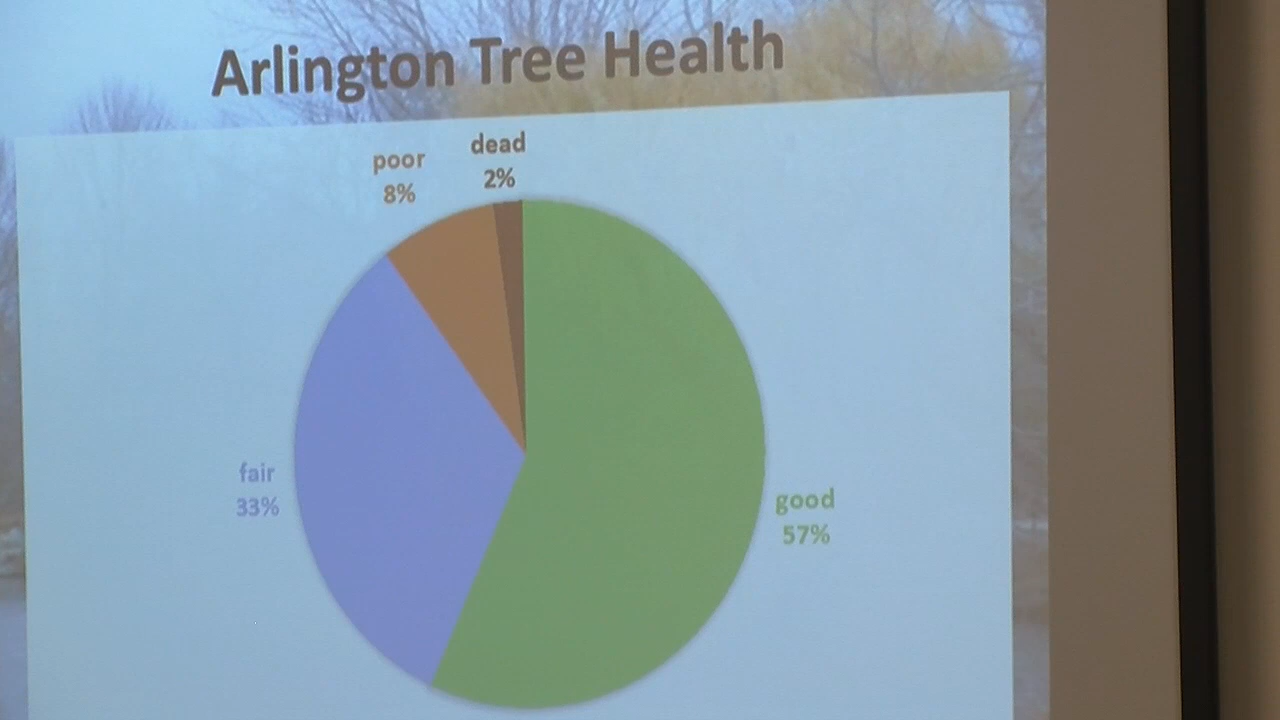 Arlington Tree Health
poor
8%
dead
2%
fair
33%
good
57%